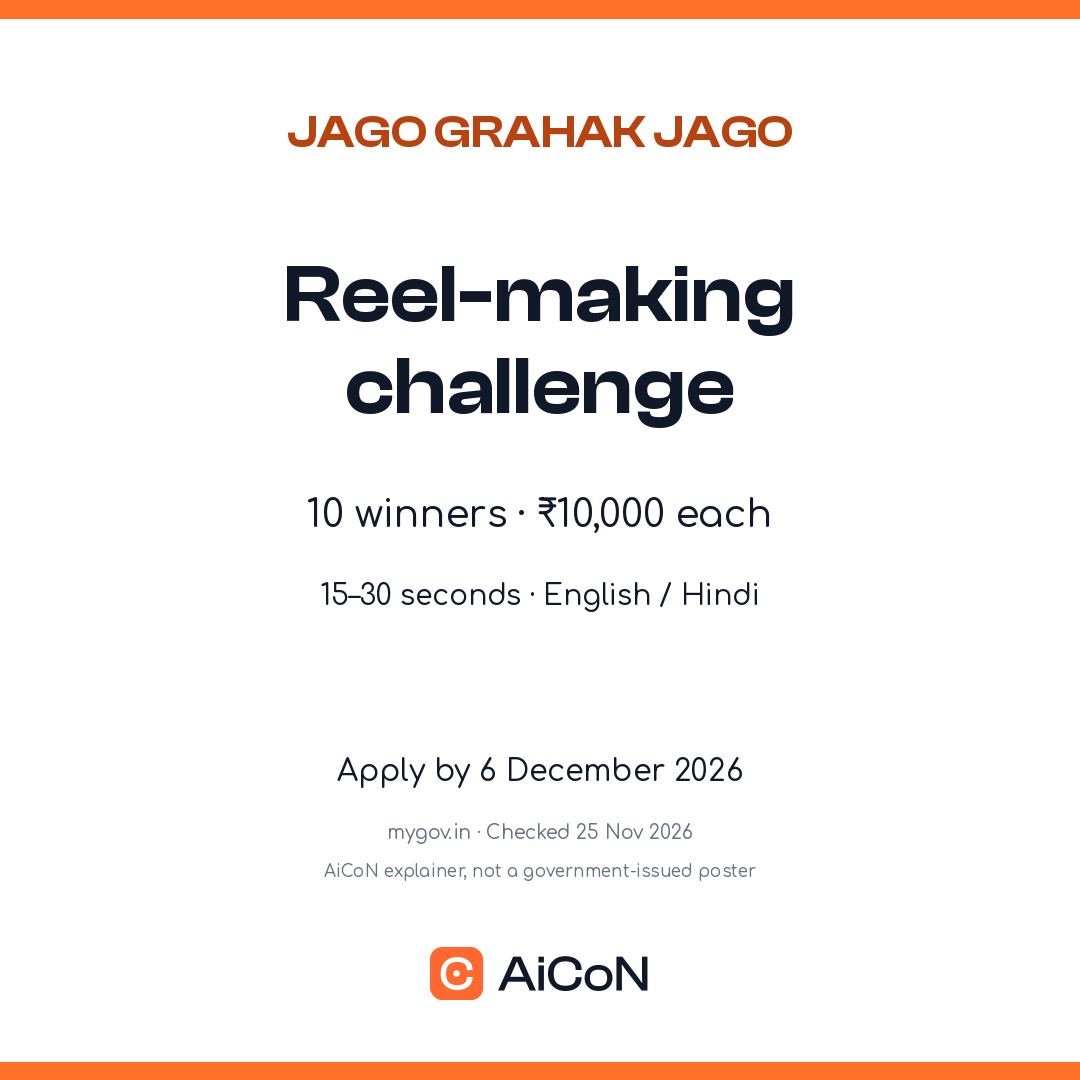 JAGO GRAHAK JAGO
Reel-making
challenge
10 winners · ₹10,000 each
15–30 seconds · English / Hindi
Apply by 6 December 2026
mygov.in · Checked 25 Nov 2026
AiCoN explainer, not a government-issued poster
AiCoN